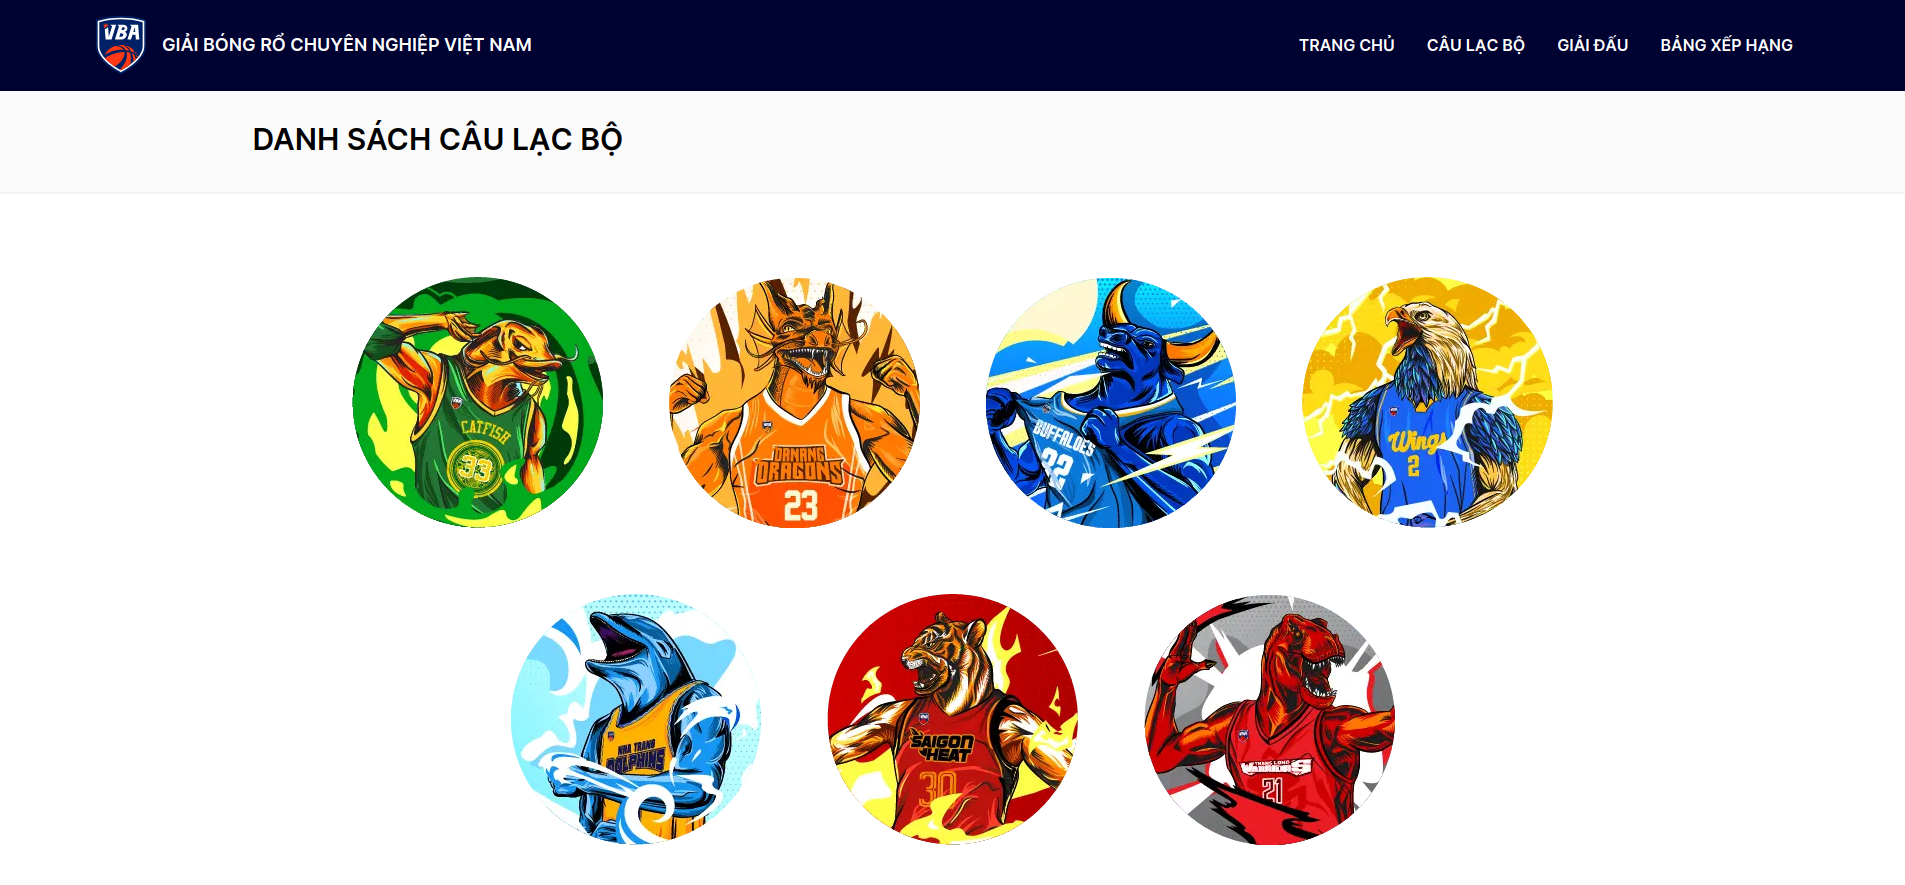 VBA
GIẢI BÓNG RỔ CHUYÊN NGHIỆP VIỆT NAM
TRANG CHỦ
CÂU LẠC BỘ
GIẢI ĐẤU
BẢNG XẾP HẠNG
DANH SÁCH CÂU LẠC BỘ
CATFISH
33
DANANG
DRAGONS
23
BUFFALOES
22
Wings
2
NHA TRANG
DOLPHINS
SAIGON
HEAT
30
THANG LONG
WARRIORS
21